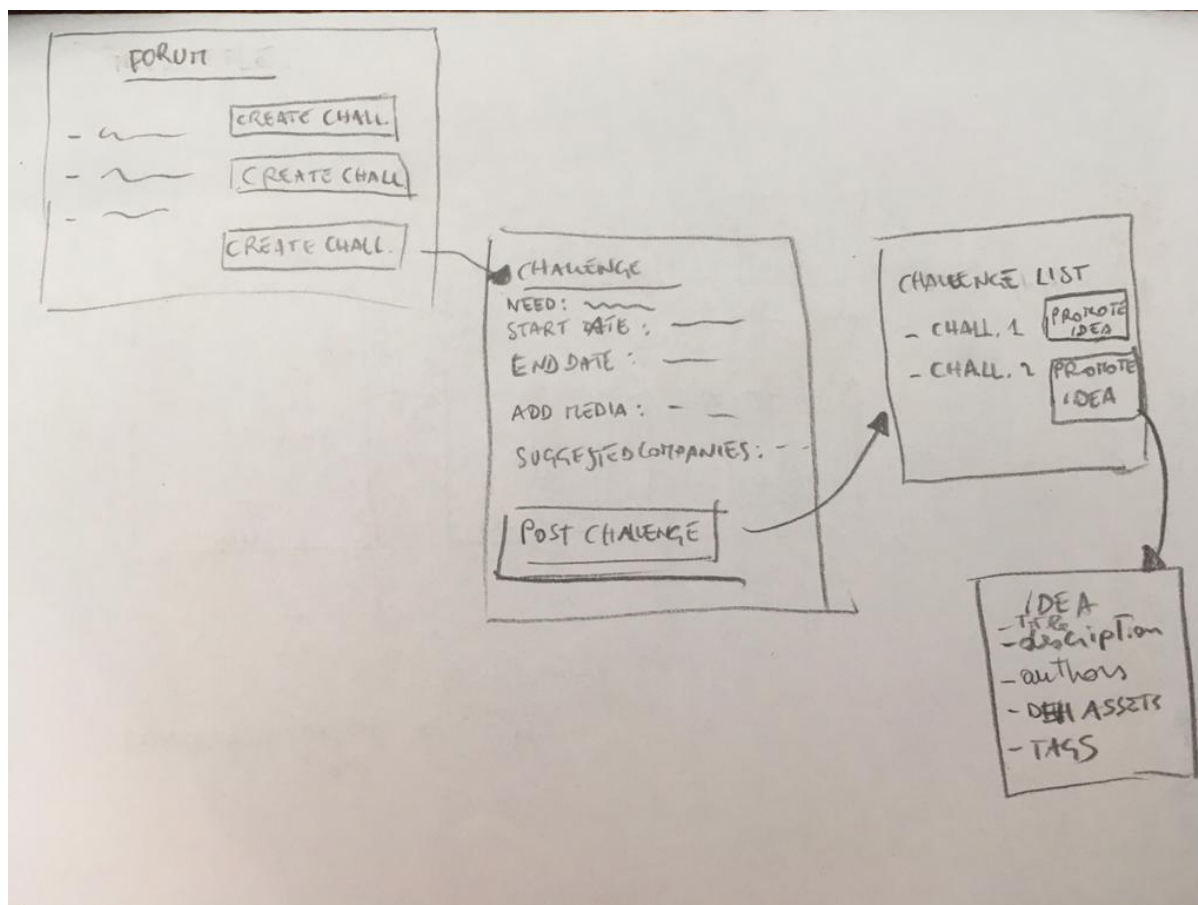 FORUM
CREATE CHALL.
CREATE CHALL
CREATE CHALL.
CHALLENGE
NEED:
START DATE:
END DATE:
ADD MEDIA:
SUGGESTED COMPANIES:
POST CHALLENGE
CHALLENGE LIST
- CHALL. 1
PROMOTE
IDEA
- CHALL. 2
PROMOTE
IDEA
IDEA
- description
- authors
- DEH ASSETS
- TAGS